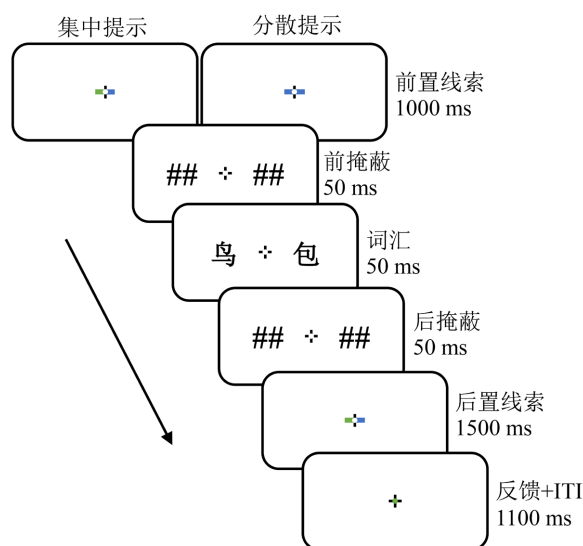 集中提示
分散提示
前置线索
1000 ms
## ##
前掩蔽
50 ms
鸟 包
词汇
50 ms
## ##
后掩蔽
50 ms
后置线索
1500 ms
反馈+ITI
1100 ms